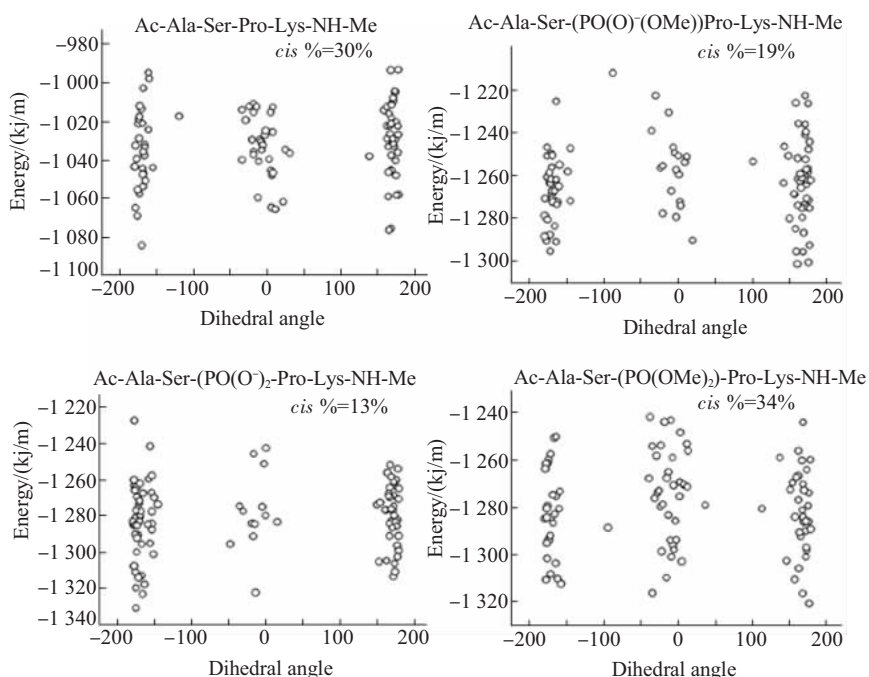 Ac-Ala-Ser-Pro-Lys-NH-Me
cis %=30%
Energy/(kj/m)
−980
−1 000
−1 020
−1 040
−1 060
−1 080
−1 100
−200 −100 0 100 200
Dihedral angle
Ac-Ala-Ser-(PO(O)⁻(OMe))Pro-Lys-NH-Me
cis %=19%
Energy/(kj/m)
−1 220
−1 240
−1 260
−1 280
−1 300
−200 −100 0 100 200
Dihedral angle
Ac-Ala-Ser-(PO(O⁻)₂-Pro-Lys-NH-Me
cis %=13%
Energy/(kj/m)
−1 220
−1 240
−1 260
−1 280
−1 300
−1 320
−1 340
−200 −100 0 100 200
Dihedral angle
Ac-Ala-Ser-(PO(OMe)₂)-Pro-Lys-NH-Me
cis %=34%
Energy/(kj/m)
−1 240
−1 260
−1 280
−1 300
−1 320
−200 −100 0 100 200
Dihedral angle